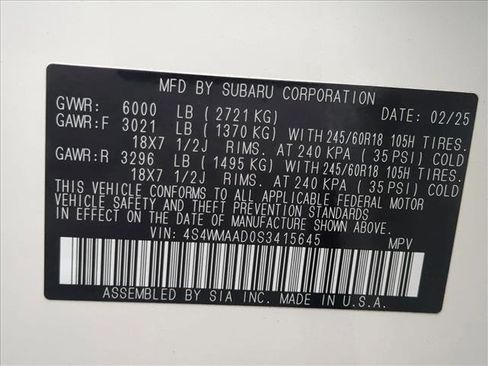 MFD BY SUBARU CORPORATION
GVWR: 6000 LB ( 2721 KG) DATE: 02/25
GAWR:F 3021 LB ( 1370 KG) WITH 245/60R18 105H TIRES.
18X7 1/2J RIMS. AT 240 KPA ( 35 PSI) COLD
GAWR:R 3296 LB ( 1495 KG) WITH 245/60R18 105H TIRES.
18X7 1/2J RIMS. AT 240 KPA ( 35 PSI) COLD
THIS VEHICLE CONFORMS TO ALL APPLICABLE FEDERAL MOTOR
VEHICLE SAFETY AND THEFT PREVENTION STANDARDS
IN EFFECT ON THE DATE OF MANUFACTURE SHOWN ABOVE.
VIN: 4S4WMAAD0S3415645 MPV
ASSEMBLED BY SIA INC. MADE IN U.S.A.